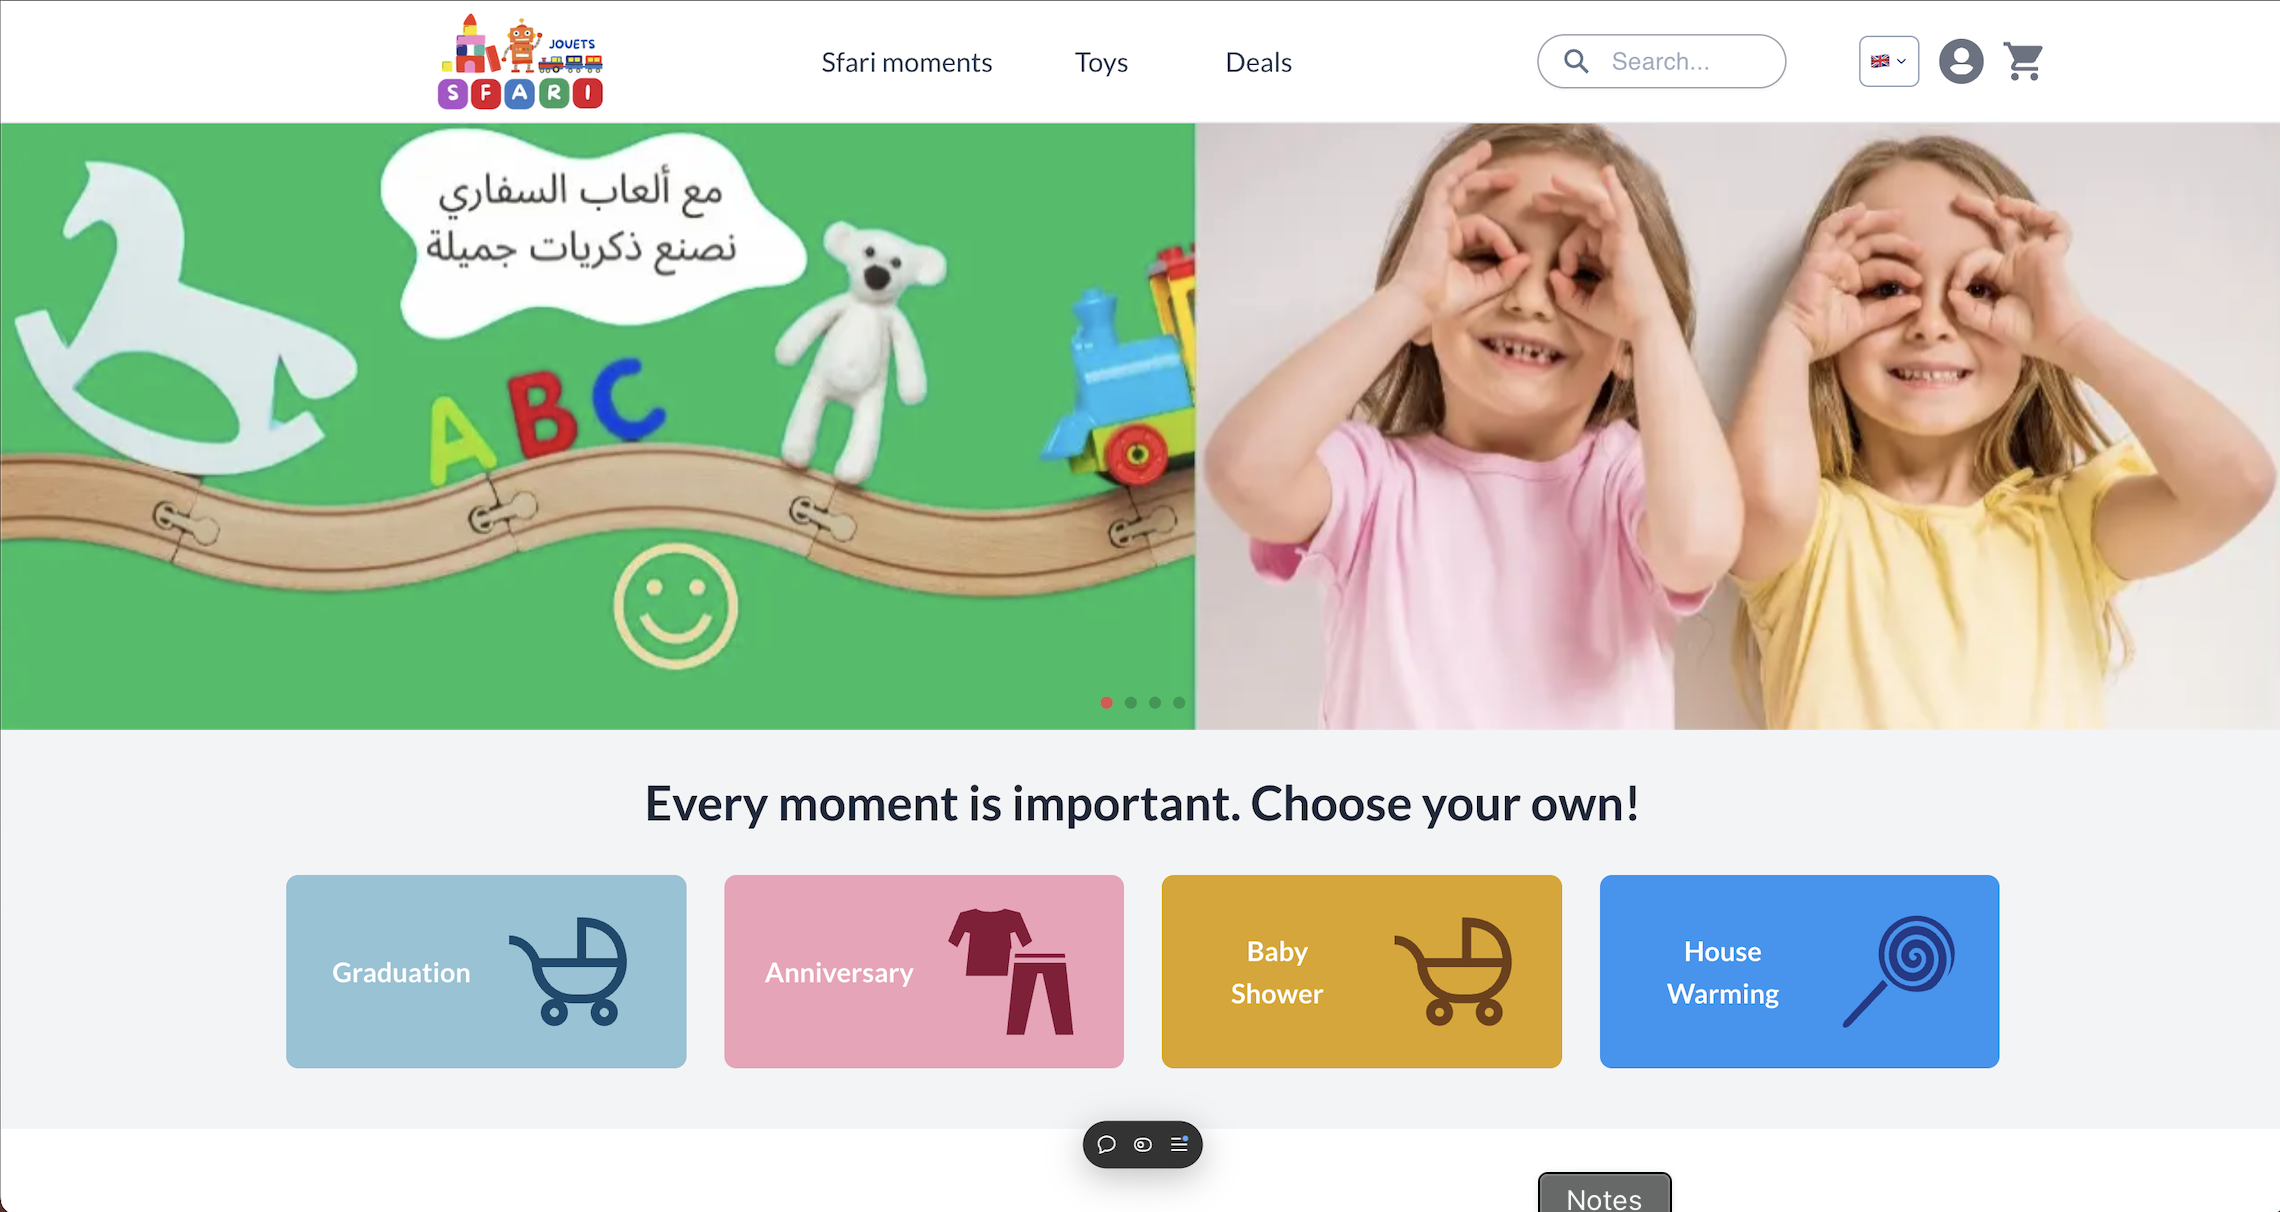 JOUETS
SFARI
Sfari moments
Toys
Deals
Search...
مع ألعاب السفاري
نصنع ذكريات جميلة
ABC
Every moment is important. Choose your own!
Graduation
Anniversary
Baby
Shower
House
Warming
Notes